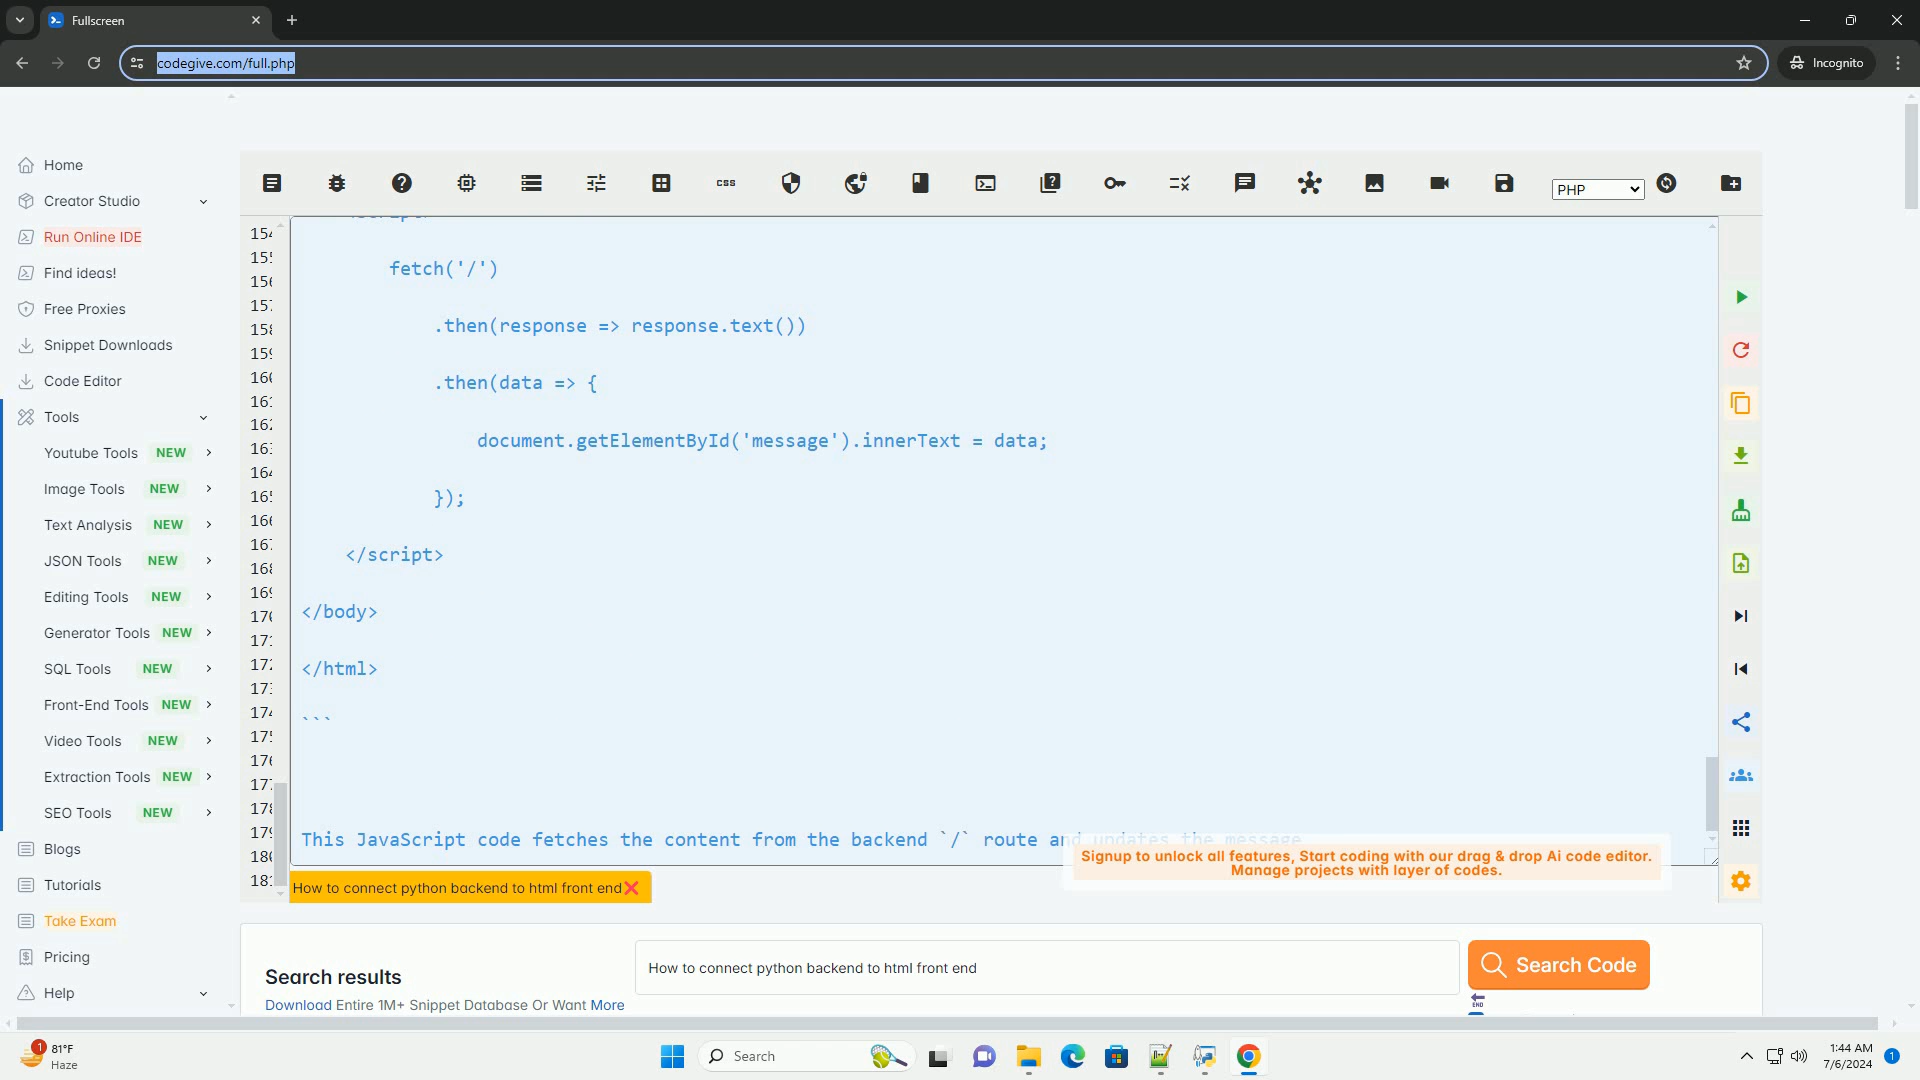 Fullscreen
codegive.com/full.php
Incognito
Home
Creator Studio
Run Online IDE
Find ideas!
Free Proxies
Snippet Downloads
Code Editor
Tools
Youtube Tools NEW
Image Tools NEW
Text Analysis NEW
JSON Tools NEW
Editing Tools NEW
Generator Tools NEW
SQL Tools NEW
Front-End Tools NEW
Video Tools NEW
Extraction Tools NEW
SEO Tools NEW
Blogs
Tutorials
Take Exam
Pricing
Help
css
PHP
fetch('/')
.then(response => response.text())
.then(data => {
document.getElementById('message').innerText = data;
});
</script>
</body>
</html>
```
This JavaScript code fetches the content from the backend `/` route and updates the message
Signup to unlock all features, Start coding with our drag & drop Ai code editor.
Manage projects with layer of codes.
How to connect python backend to html front end
Search results
Download Entire 1M+ Snippet Database Or Want More
How to connect python backend to html front end
Search Code
END
1
81°F
Haze
Search
1:44 AM
7/6/2024
1